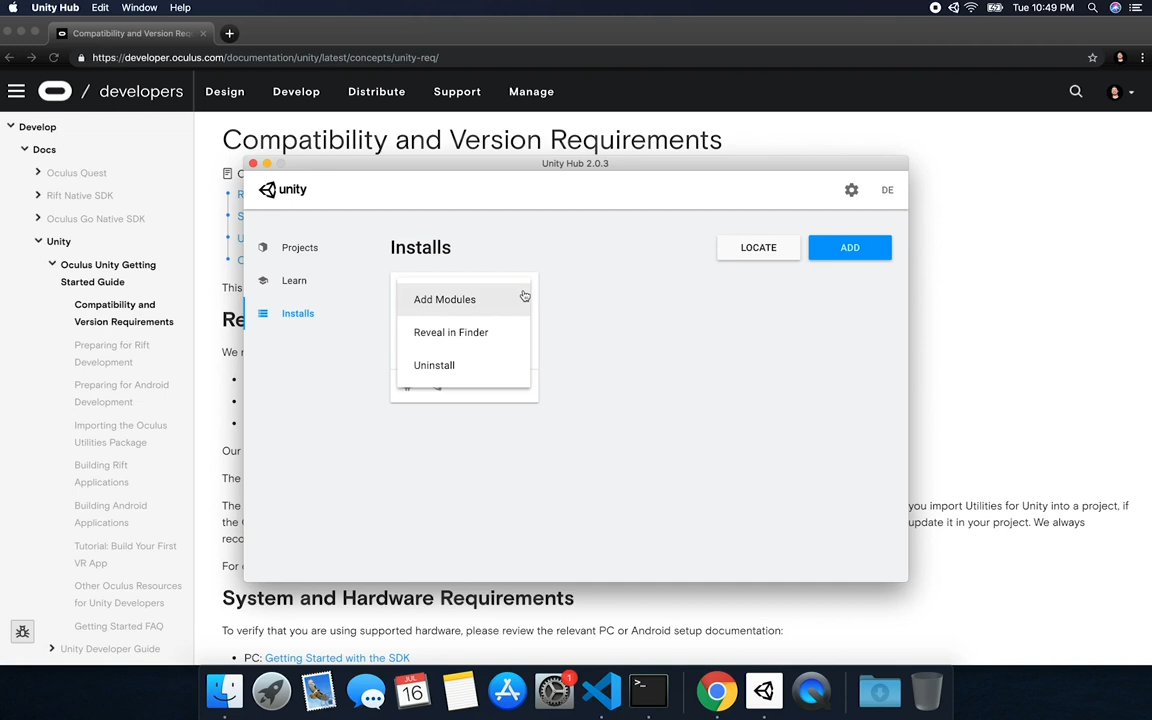 Unity Hub Edit Window Help
Tue 10:49 PM
Compatibility and Version Req
https://developer.oculus.com/documentation/unity/latest/concepts/unity-req/
/ developers
Design Develop Distribute Support Manage
Develop
Docs
Oculus Quest
Rift Native SDK
Oculus Go Native SDK
Unity
Oculus Unity Getting
Started Guide
Compatibility and
Version Requirements
Preparing for Rift
Development
Preparing for Android
Development
Importing the Oculus
Utilities Package
Building Rift
Applications
Building Android
Applications
Tutorial: Build Your First
VR App
Other Oculus Resources
for Unity Developers
Getting Started FAQ
Unity Developer Guide
Compatibility and Version Requirements
Unity Hub 2.0.3
unity
DE
Projects
Learn
Installs
Installs
LOCATE
ADD
Add Modules
Reveal in Finder
Uninstall
This
Re
We r
Our
The
The
you import Utilities for Unity into a project, if
the
update it in your project. We always
reco
For
System and Hardware Requirements
To verify that you are using supported hardware, please review the relevant PC or Android setup documentation:
• PC: Getting Started with the SDK
JUL
16
1